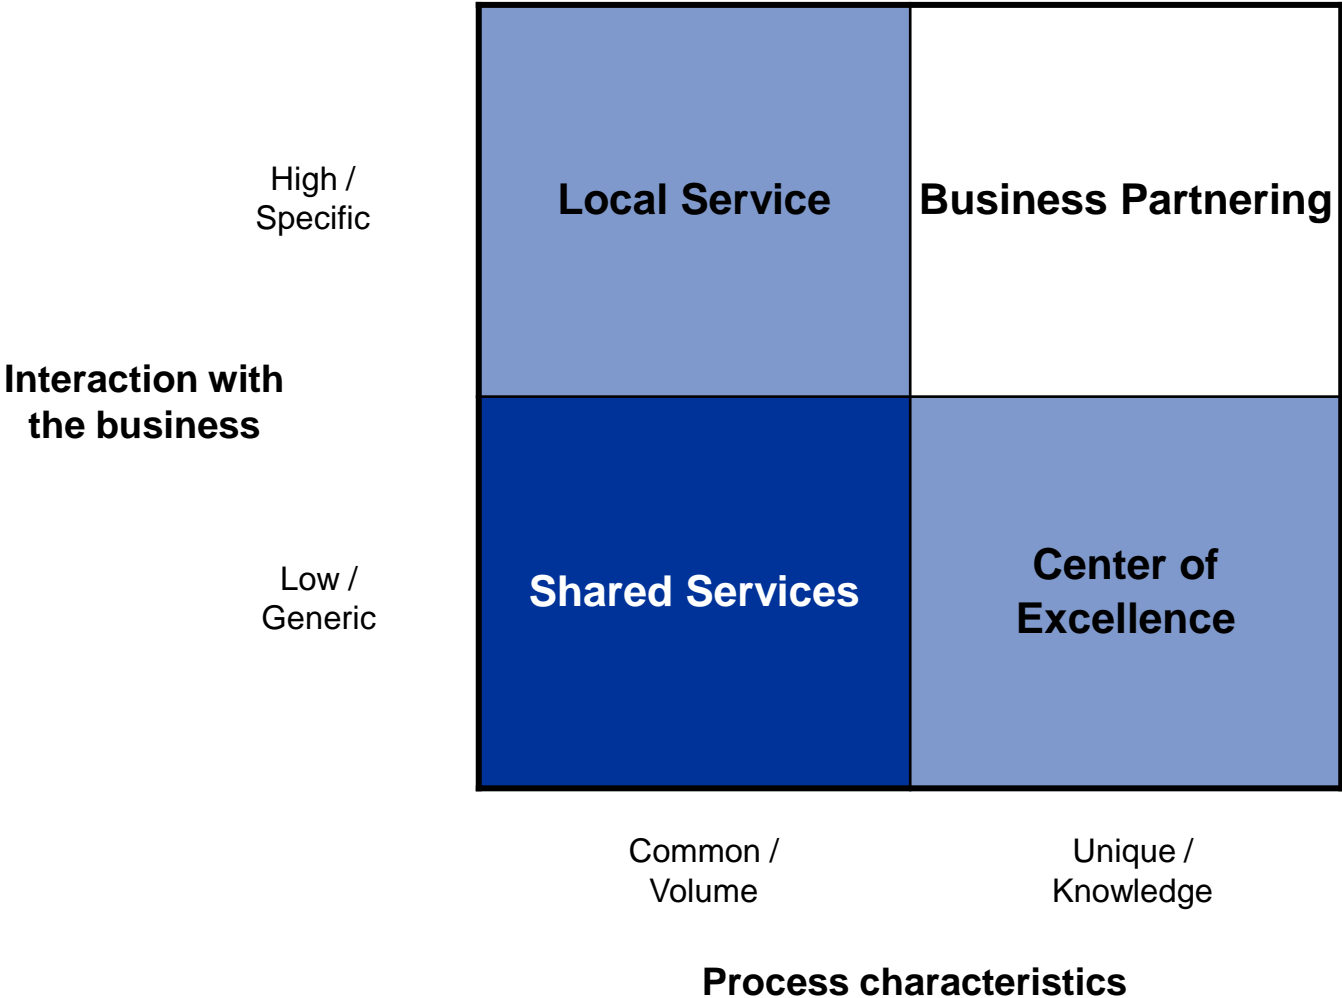 High /
Specific
Local Service
Business Partnering
Interaction with
the business
Low /
Generic
Shared Services
Center of
Excellence
Common /
Volume
Unique /
Knowledge
Process characteristics